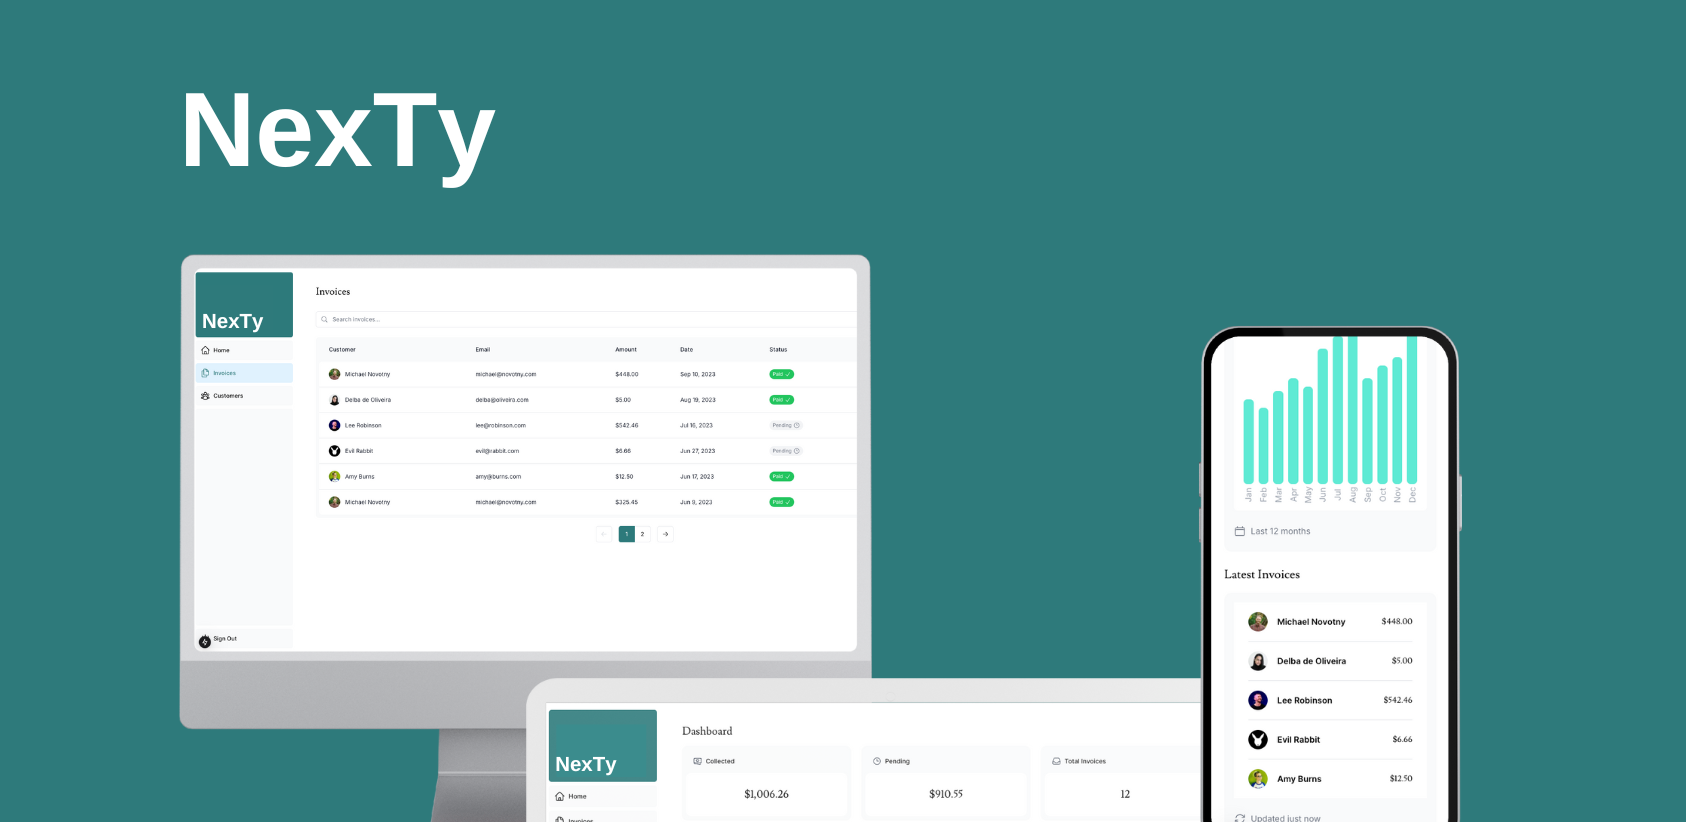 NexTy
NexTy
Home
Invoices
Customers
Sign Out
Invoices
Search invoices...
Customer Email Amount Date Status
Michael Novotny michael@novotny.com $448.00 Sep 10, 2023 Paid
Delba de Oliveira delba@oliveira.com $5.00 Aug 19, 2023 Paid
Lee Robinson lee@robinson.com $542.46 Jul 16, 2023 Pending
Evil Rabbit evil@rabbit.com $6.66 Jun 27, 2023 Pending
Amy Burns amy@burns.com $12.50 Jun 17, 2023 Paid
Michael Novotny michael@novotny.com $325.45 Jun 9, 2023 Paid
1 2
NexTy
Home
Invoices
Dashboard
Collected Pending Total Invoices
$1,006.26 $910.55 12
Jan Feb Mar Apr May Jun Jul Aug Sep Oct Nov Dec
Last 12 months
Latest Invoices
Michael Novotny $448.00
Delba de Oliveira $5.00
Lee Robinson $542.46
Evil Rabbit $6.66
Amy Burns $12.50
Updated just now